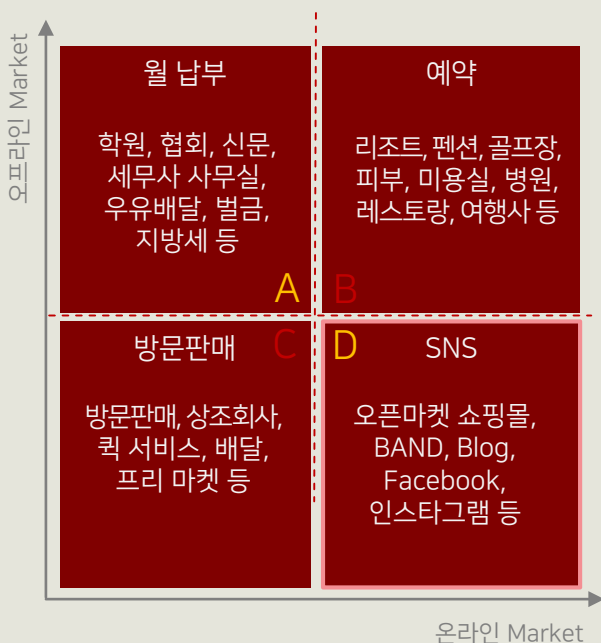 오프라인 Market
월 납부
학원, 협회, 신문,
세무사 사무실,
우유배달, 벌금,
지방세 등
A
예약
리조트, 펜션, 골프장,
피부, 미용실, 병원,
레스토랑, 여행사 등
B
방문판매
C
방문판매, 상조회사,
퀵 서비스, 배달,
프리 마켓 등
D
SNS
오픈마켓 쇼핑몰,
BAND, Blog,
Facebook,
인스타그램 등
온라인 Market